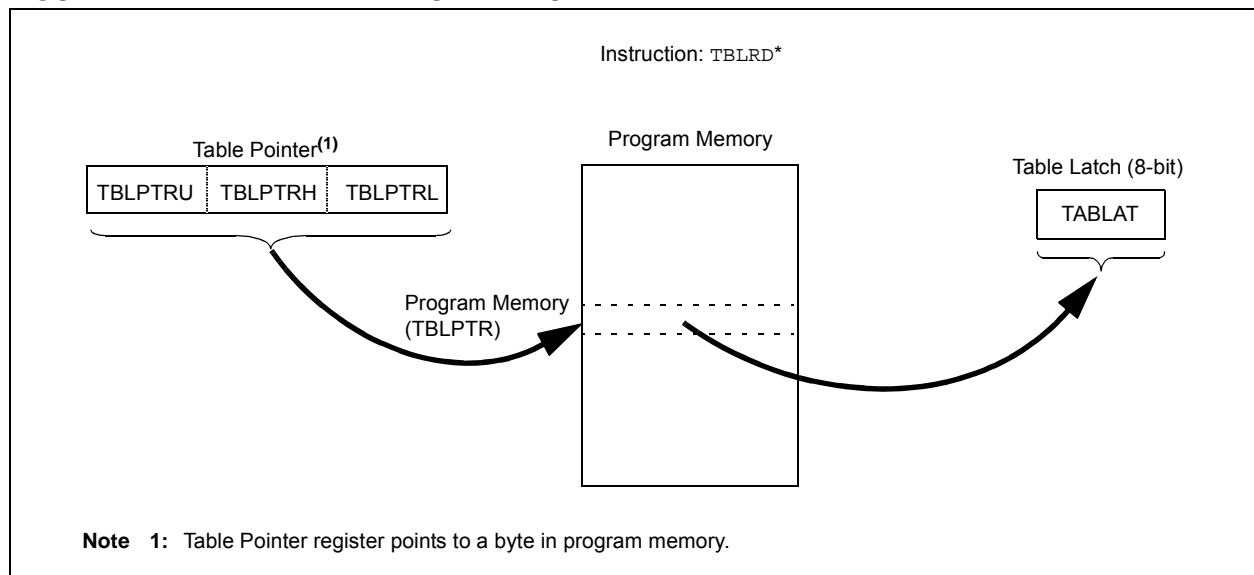 Instruction: TBLRD*
Table Pointer(1)
Program Memory
Table Latch (8-bit)
TBLPTRU TBLPTRH TBLPTRL
TABLAT
Program Memory
(TBLPTR)
Note 1: Table Pointer register points to a byte in program memory.